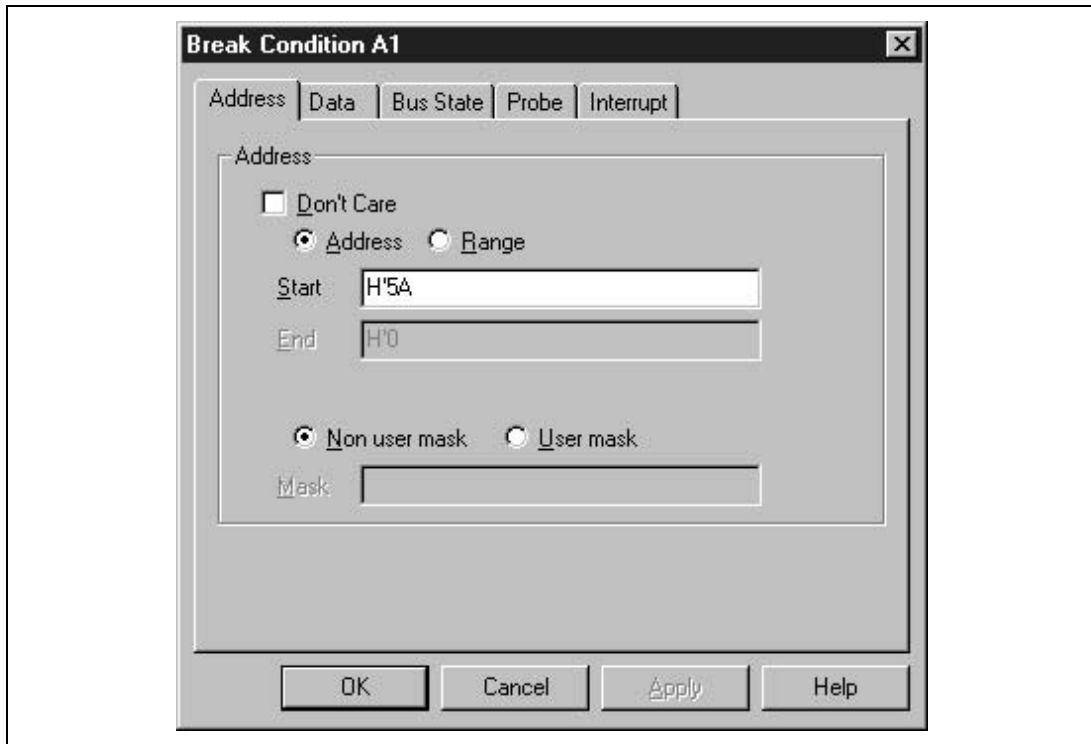 Break Condition A1
Address Data Bus State Probe Interrupt
Address
Don't Care
Address Range
Start H'5A
End H'0
Non user mask User mask
Mask
OK Cancel Apply Help